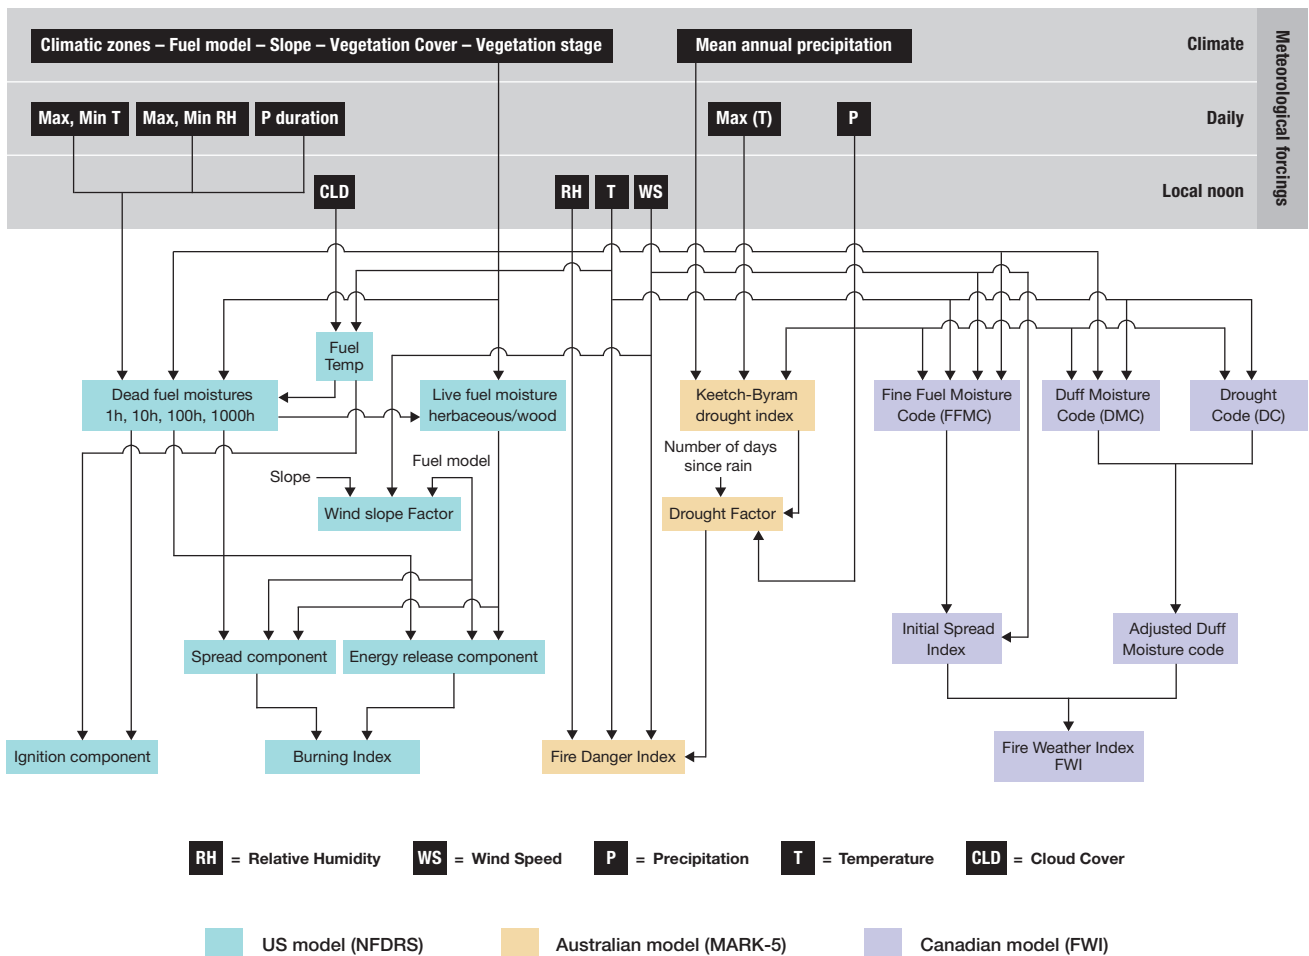 Climatic zones – Fuel model – Slope – Vegetation Cover – Vegetation stage
Mean annual precipitation
Climate
Meteorological forcings
Max, Min T
Max, Min RH
P duration
Max (T)
P
Daily
CLD
RH
T
WS
Local noon
Fuel
Temp
Dead fuel moistures
1h, 10h, 100h, 1000h
Live fuel moisture
herbaceous/wood
Keetch-Byram
drought index
Fine Fuel Moisture
Code (FFMC)
Duff Moisture
Code (DMC)
Drought
Code (DC)
Number of days
since rain
Fuel model
Slope
Wind slope Factor
Drought Factor
Initial Spread
Index
Adjusted Duff
Moisture code
Spread component
Energy release component
Ignition component
Burning Index
Fire Danger Index
Fire Weather Index
FWI
RH = Relative Humidity
WS = Wind Speed
P = Precipitation
T = Temperature
CLD = Cloud Cover
US model (NFDRS)
Australian model (MARK-5)
Canadian model (FWI)